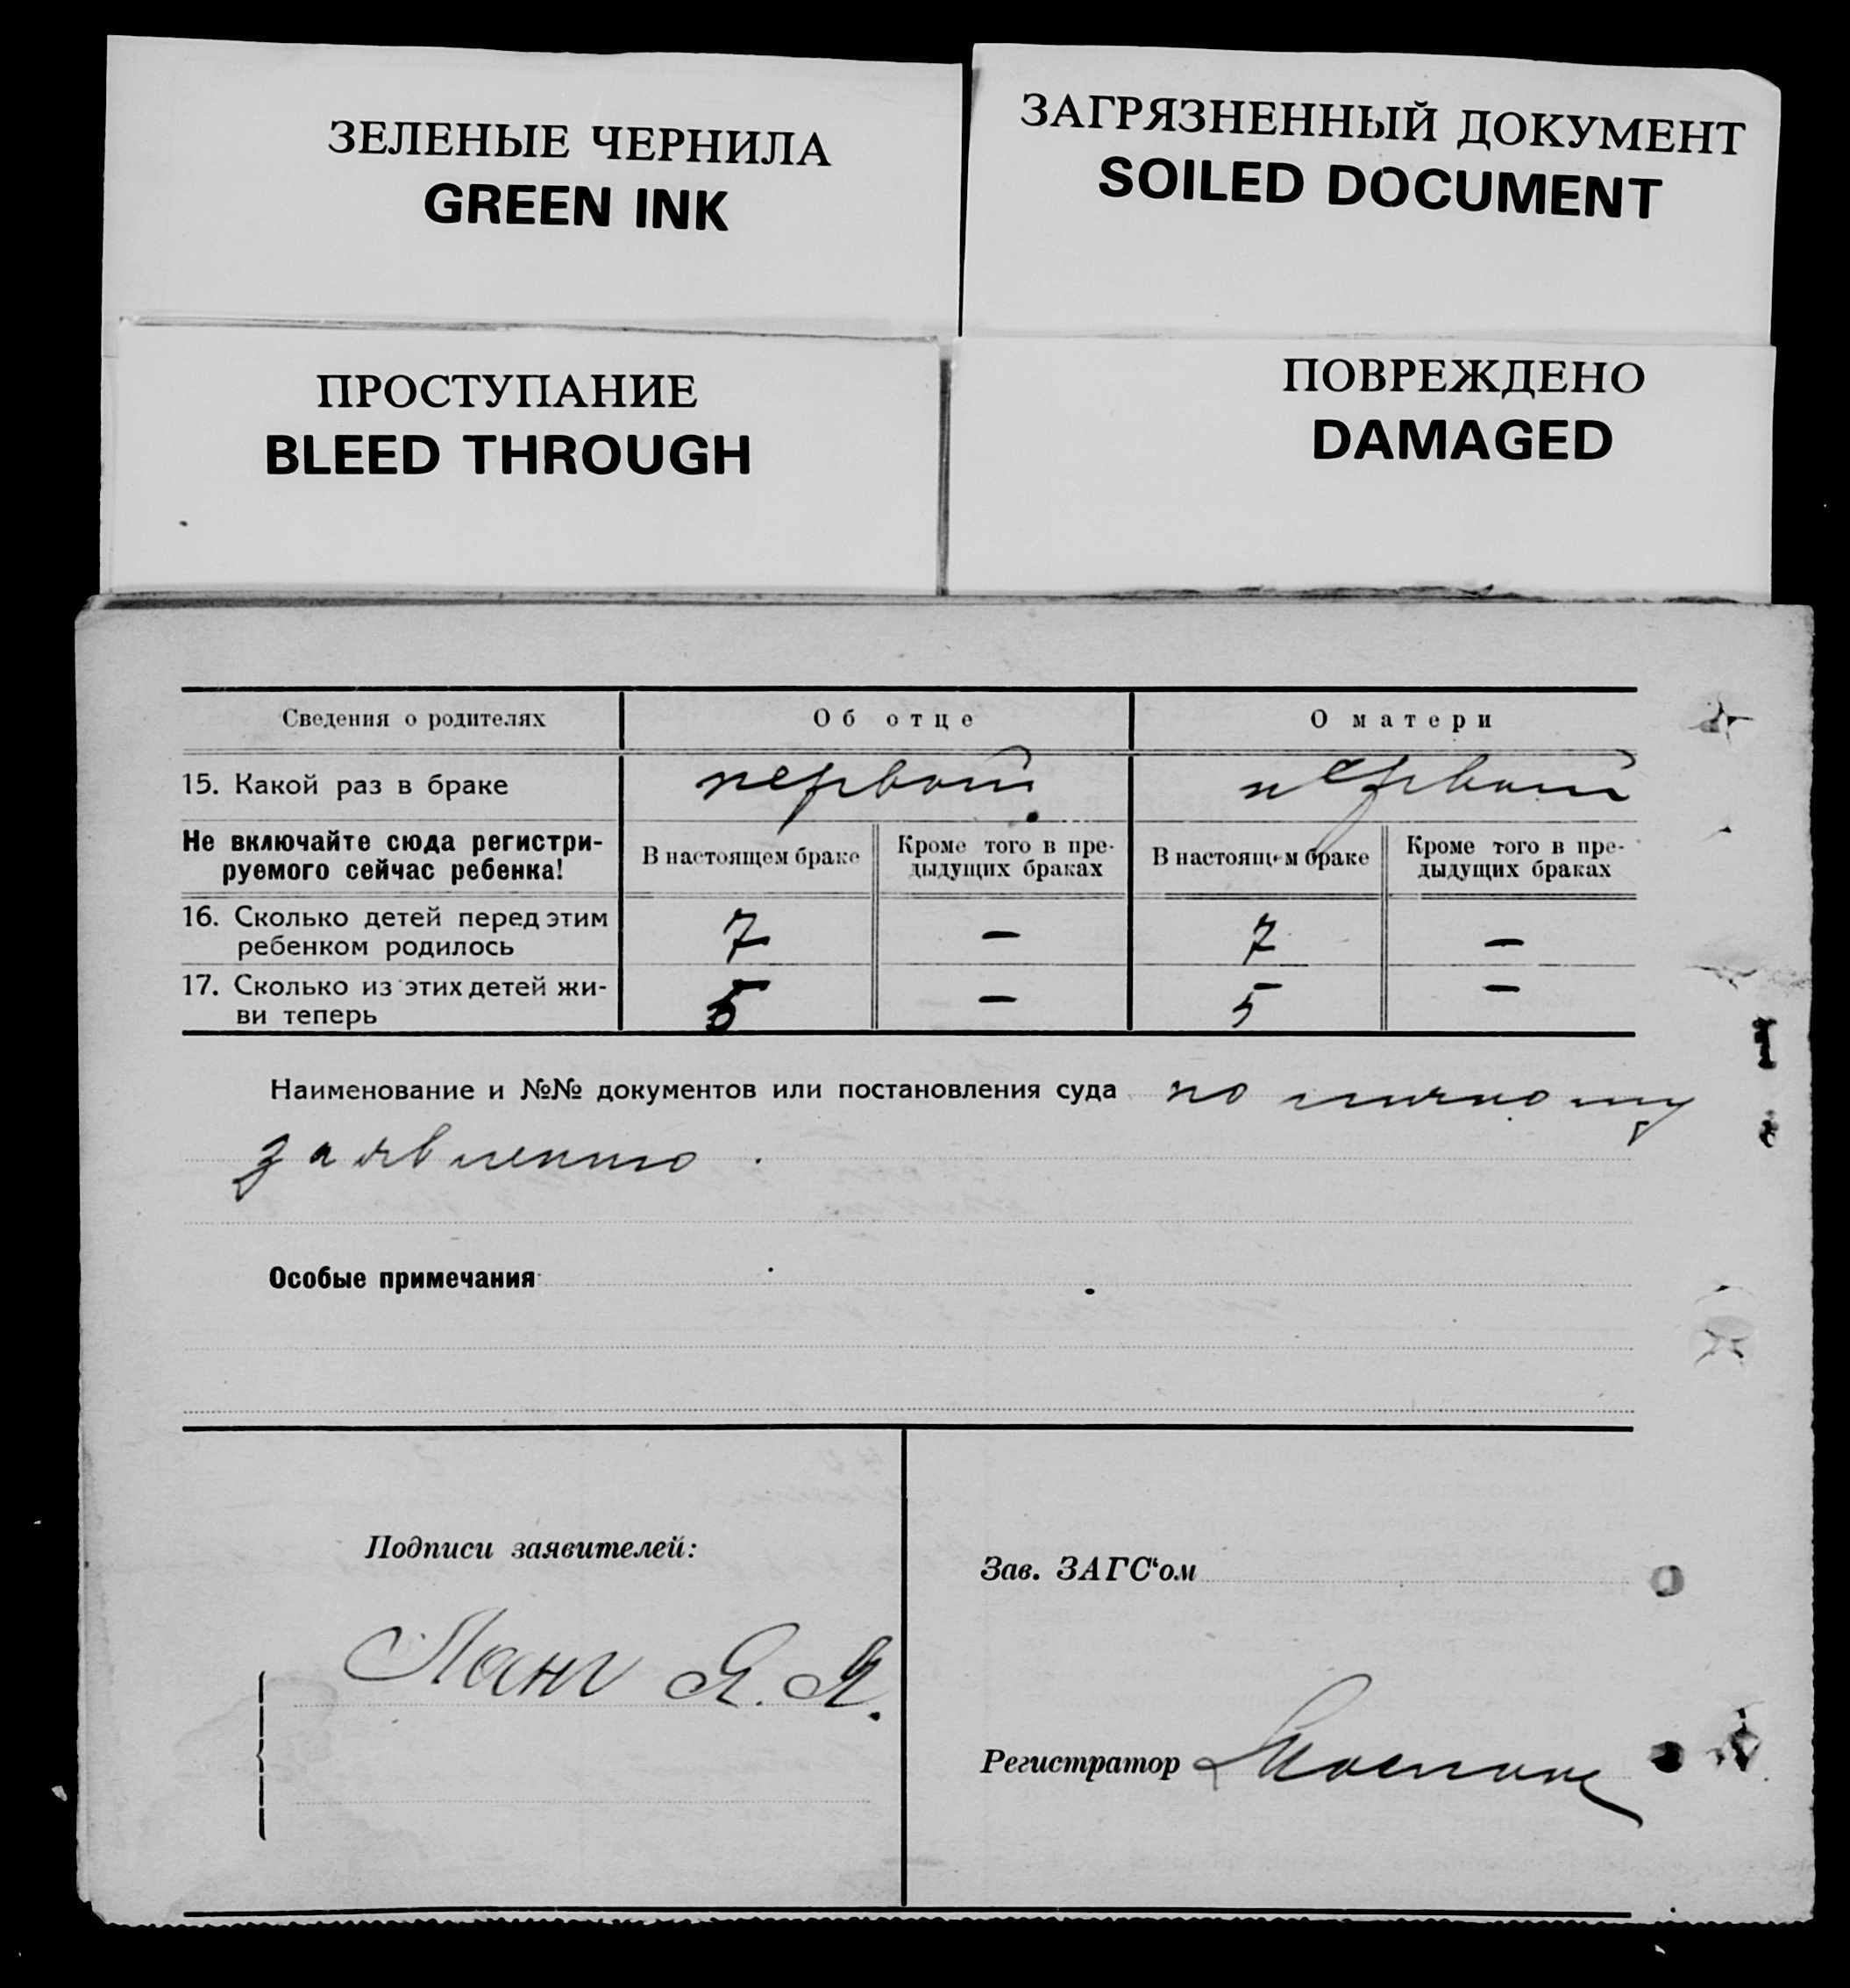 ЗЕЛЕНЫЕ ЧЕРНИЛА
GREEN INK
ЗАГРЯЗНЕННЫЙ ДОКУМЕНТ
SOILED DOCUMENT
ПРОСТУПАНИЕ
BLEED THROUGH
ПОВРЕЖДЕНО
DAMAGED
Сведения о родителях Об отце О матери
15. Какой раз в браке первый первый
Не включайте сюда регистри-
руемого сейчас ребенка!
В настоящем браке
Кроме того в пре-
дыдущих браках
В настоящем браке
Кроме того в пре-
дыдущих браках
16. Сколько детей перед этим
ребенком родилось 7 — 7 —
17. Сколько из этих детей жи-
ви теперь 5 — 5 —
Наименование и №№ документов или постановления суда по личному
заявлению.
Особые примечания
Подписи заявителей:
Ланг Я. Я.
Зав. ЗАГС‘ом
Регистратор